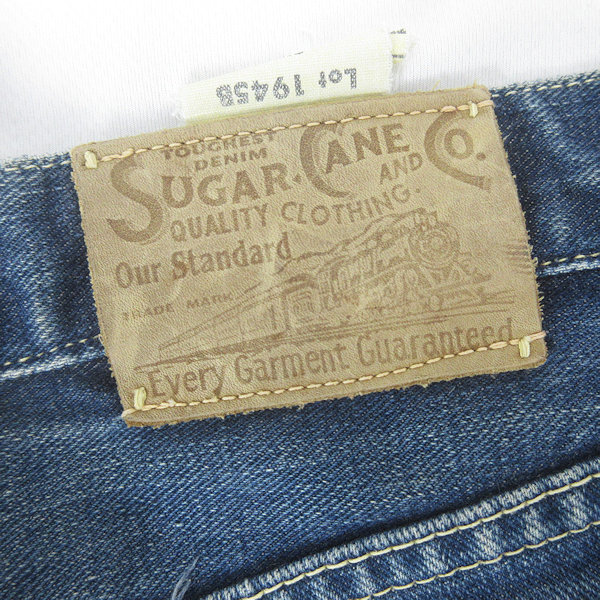 Lot 1945B
TOUGHEST
DENIM
SUGAR CANE CO.
AND
QUALITY CLOTHING.
Our Standard
TRADE MARK
Every Garment Guaranteed